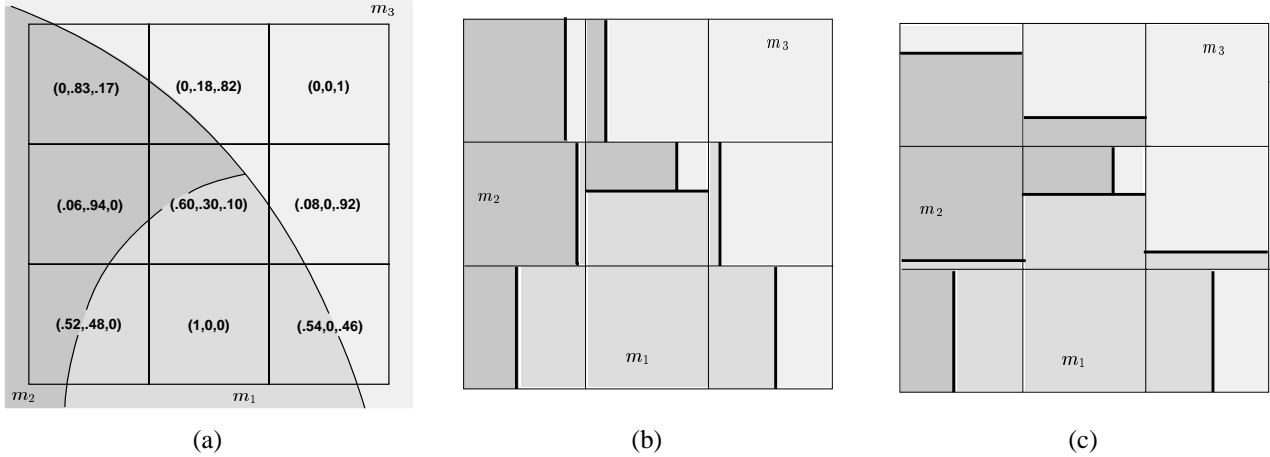 m3
(0,.83,.17) (0,.18,.82) (0,0,1)
(.06,.94,0) (.60,.30,.10) (.08,0,.92)
(.52,.48,0) (1,0,0) (.54,0,.46)
m2 m1
(a)
m3
m2
m1
(b)
m3
m2
m1
(c)